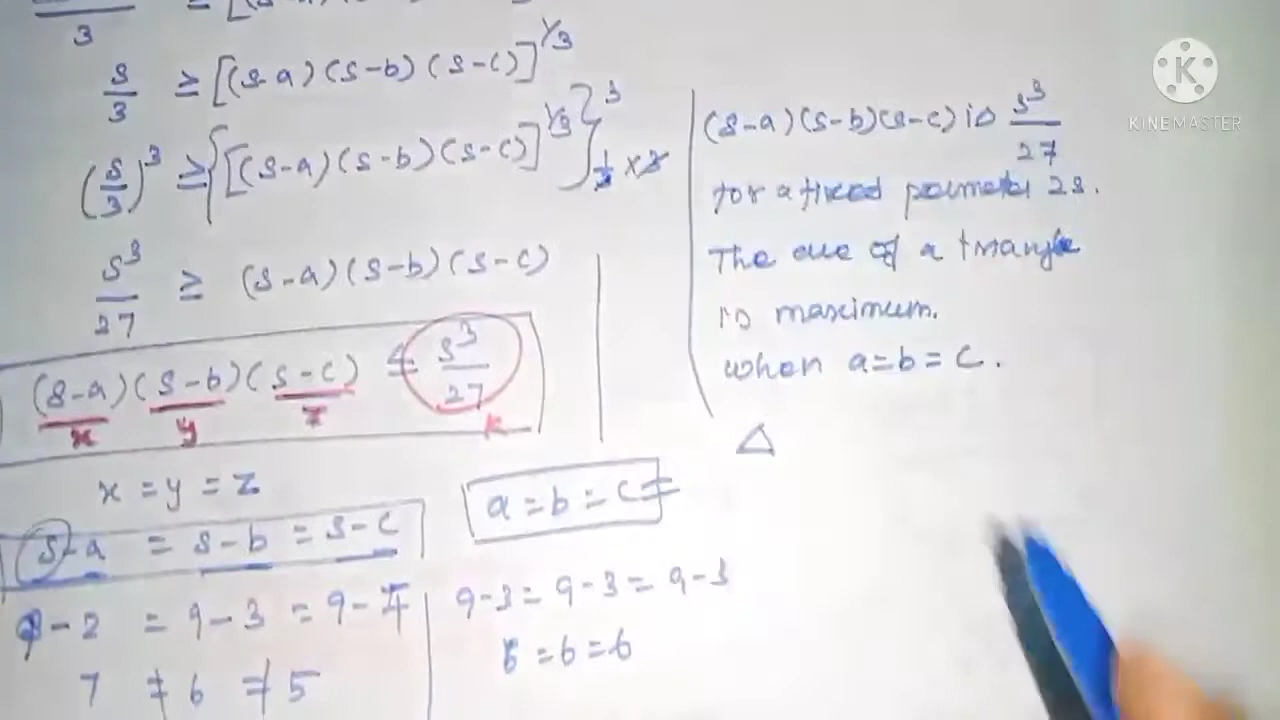 3
s/3 ≥ [(s-a)(s-b)(s-c)]^1/3
(s/3)^3 ≥ {[(s-a)(s-b)(s-c)]^1/3}^3
s^3/27 ≥ (s-a)(s-b)(s-c)
(s-a)(s-b)(s-c) ≤ s^3/27
x y z k
x = y = z
s-a = s-b = s-c
a = b = c =
9-2 = 9-3 = 9-4
7 ≠ 6 ≠ 5
9-3 = 9-3 = 9-3
6 = 6 = 6
(s-a)(s-b)(s-c) is s^3/27
for a fixed 2s.
The of a triangle
is maximum.
when a=b=c.
△
K
KINEMASTER